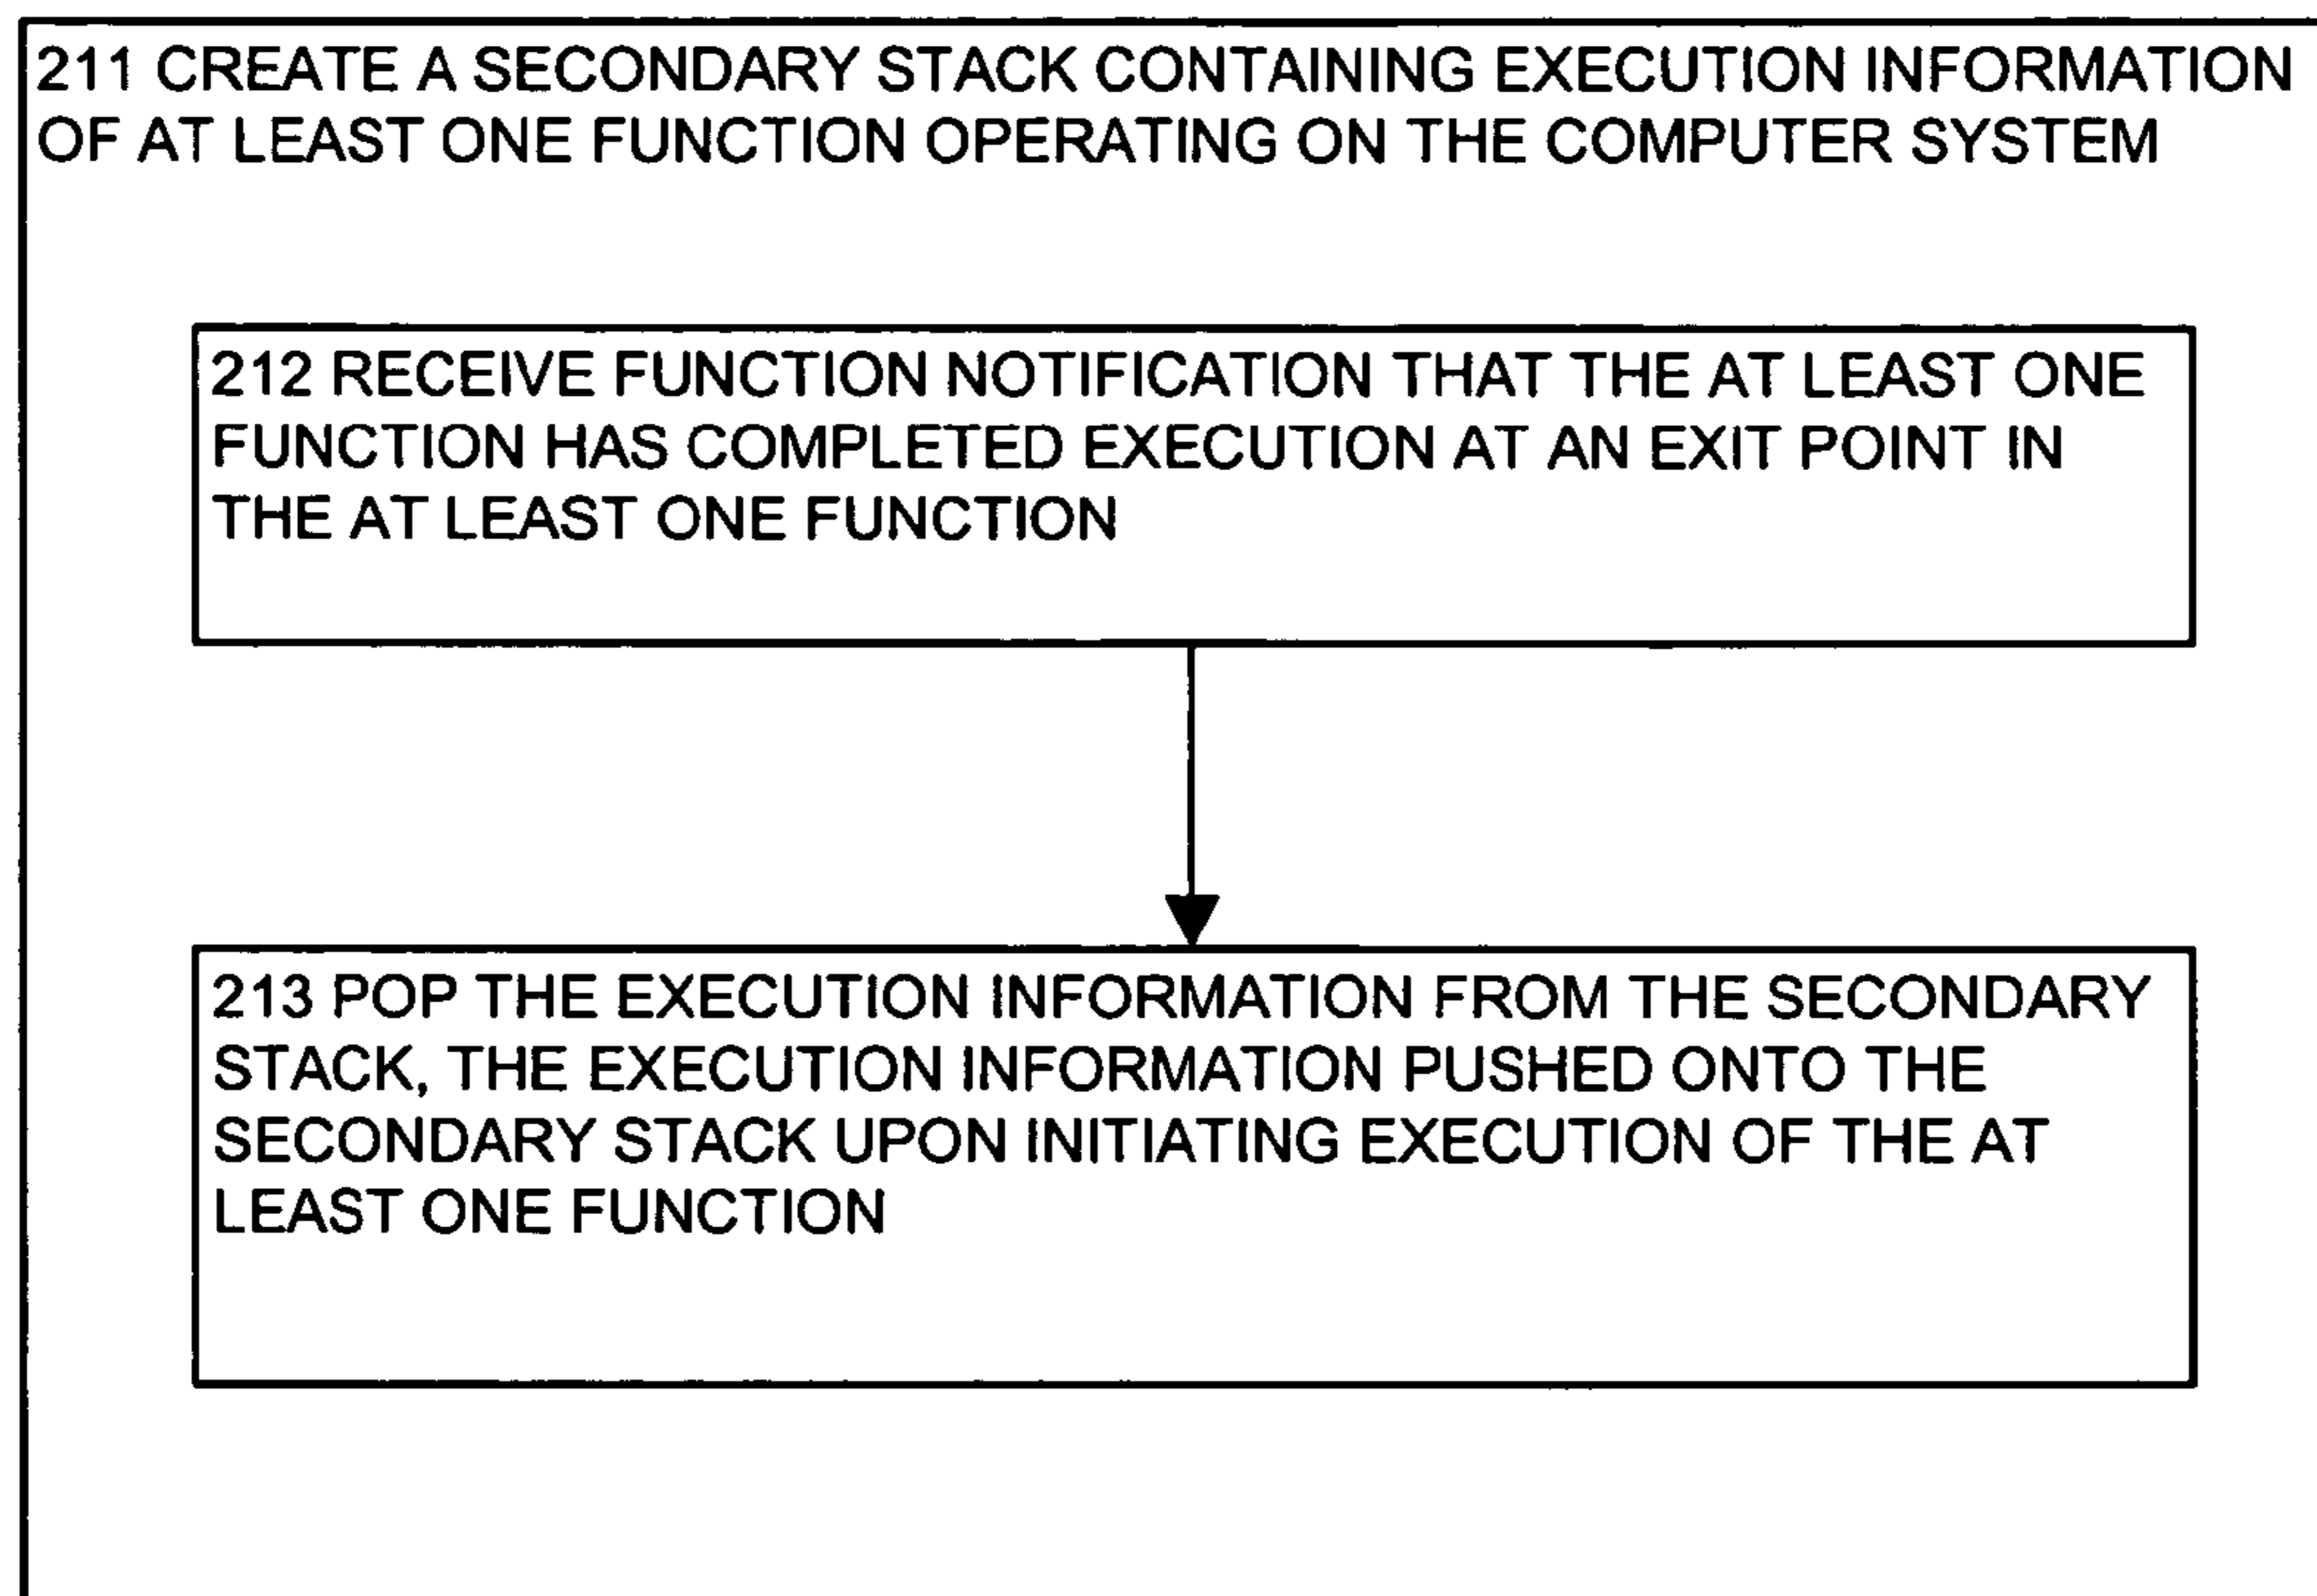 211 CREATE A SECONDARY STACK CONTAINING EXECUTION INFORMATION
OF AT LEAST ONE FUNCTION OPERATING ON THE COMPUTER SYSTEM
212 RECEIVE FUNCTION NOTIFICATION THAT THE AT LEAST ONE
FUNCTION HAS COMPLETED EXECUTION AT AN EXIT POINT IN
THE AT LEAST ONE FUNCTION
213 POP THE EXECUTION INFORMATION FROM THE SECONDARY
STACK, THE EXECUTION INFORMATION PUSHED ONTO THE
SECONDARY STACK UPON INITIATING EXECUTION OF THE AT
LEAST ONE FUNCTION